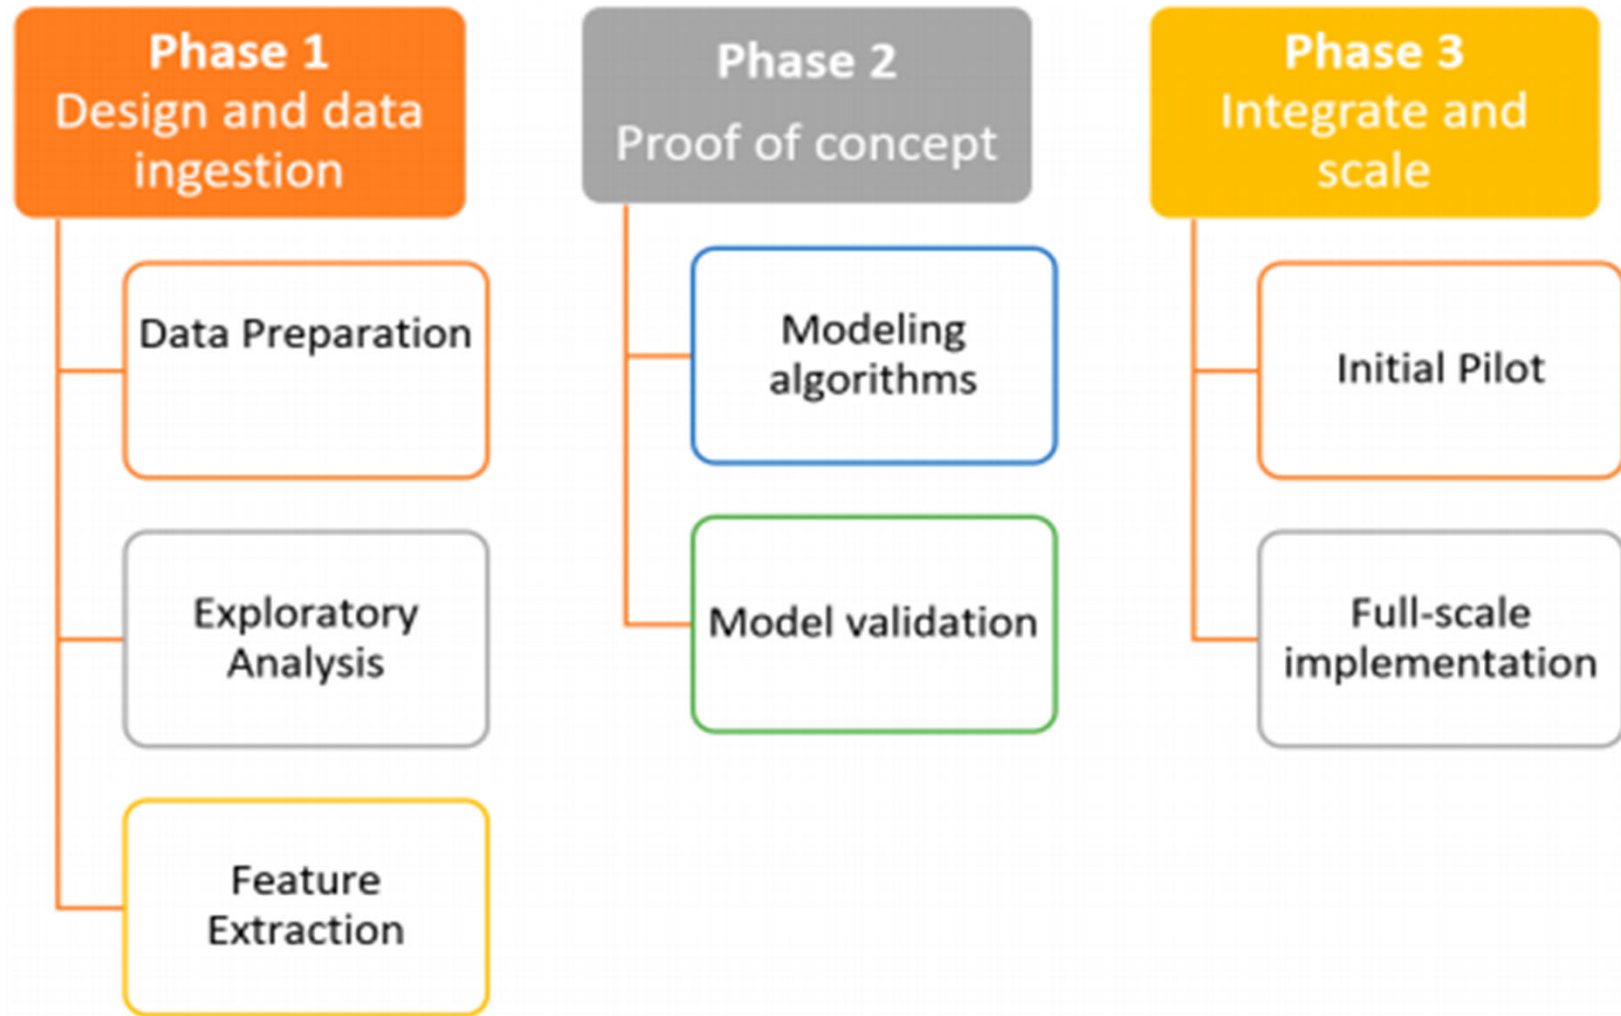 Phase 1
Design and data
ingestion
Data Preparation
Exploratory
Analysis
Feature
Extraction
Phase 2
Proof of concept
Modeling
algorithms
Model validation
Phase 3
Integrate and
scale
Initial Pilot
Full-scale
implementation